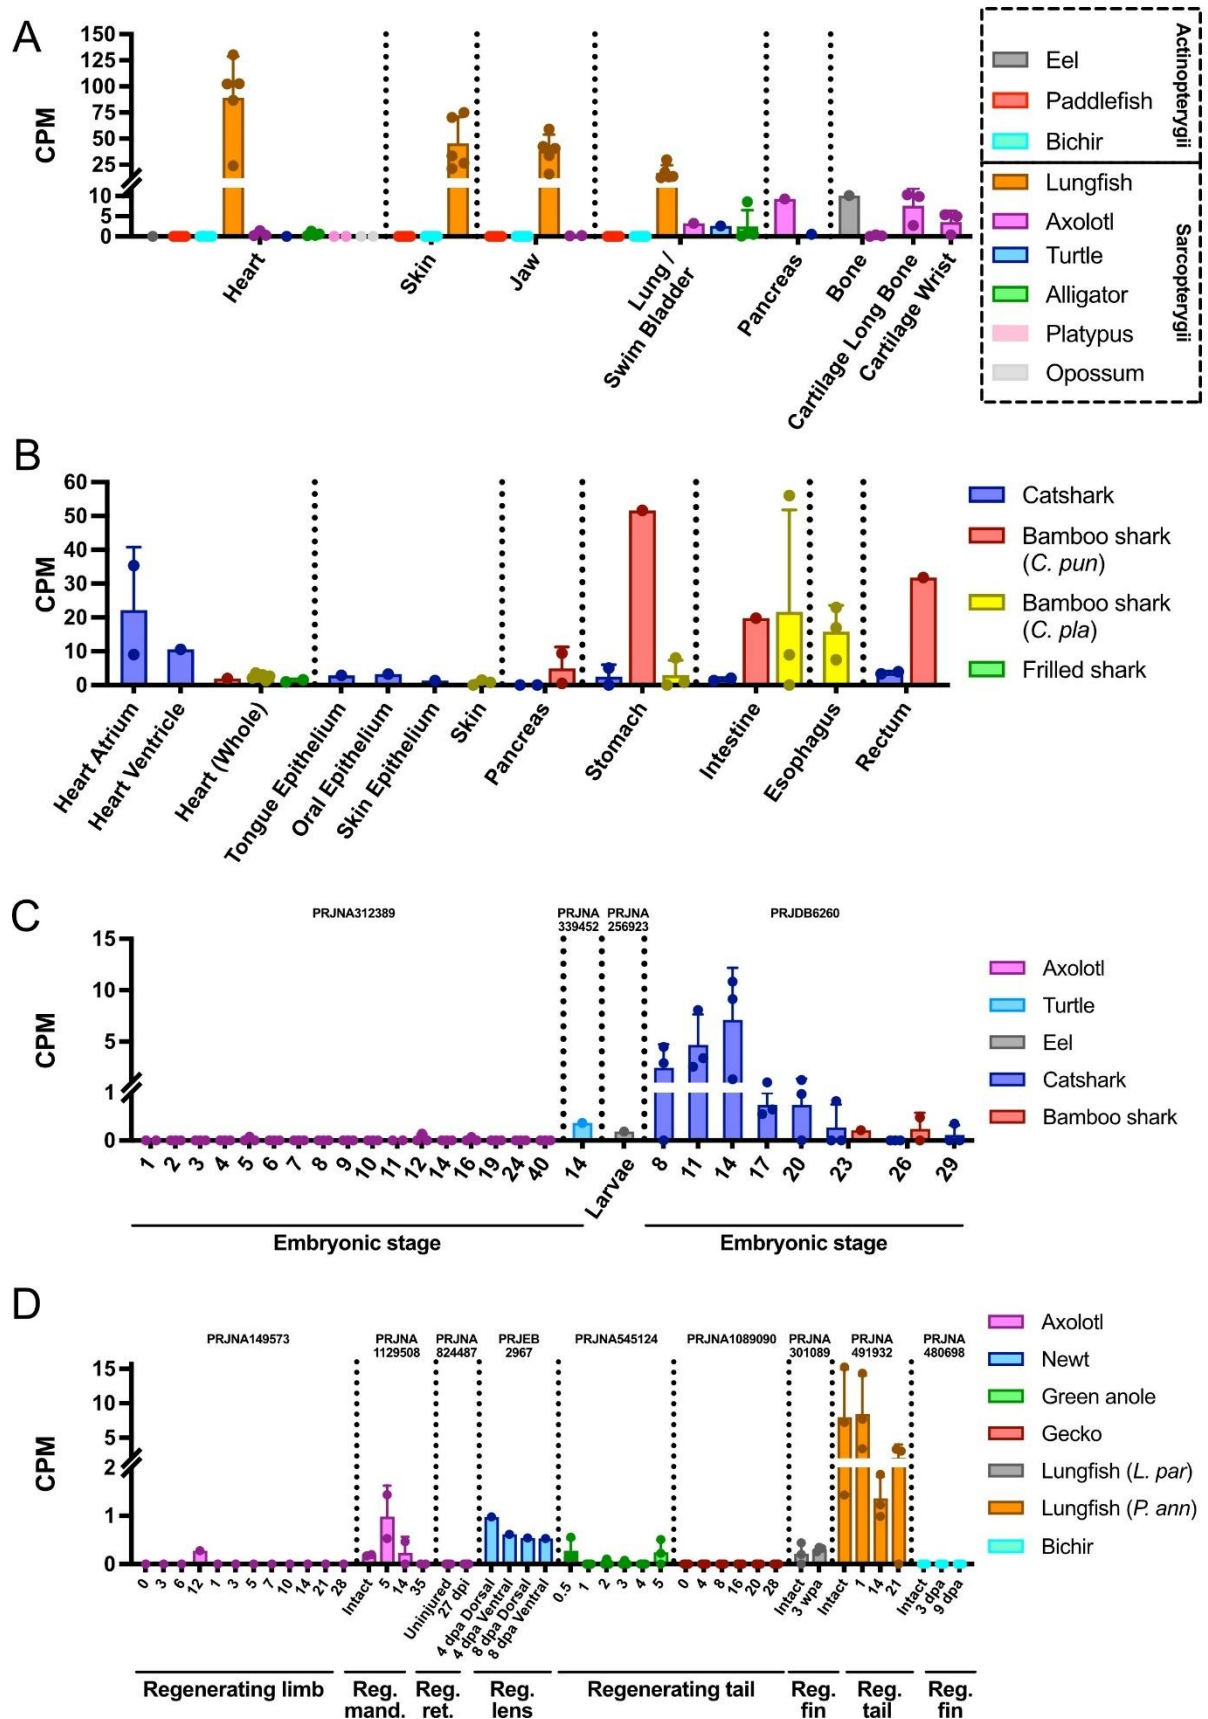 A
CPM
150
125
100
75
50
25
10
5
0
Heart
Skin
Jaw
Lung /
Swim Bladder
Pancreas
Bone
Cartilage Long Bone
Cartilage Wrist
Eel
Paddlefish
Bichir
Actinopterygii
Lungfish
Axolotl
Turtle
Alligator
Platypus
Opossum
Sarcopterygii
B
CPM
60
50
40
30
20
10
0
Heart Atrium
Heart Ventricle
Heart (Whole)
Tongue Epithelium
Oral Epithelium
Skin Epithelium
Skin
Pancreas
Stomach
Intestine
Esophagus
Rectum
Catshark
Bamboo shark
(C. pun)
Bamboo shark
(C. pla)
Frilled shark
C
PRJNA312389
PRJNA
339452
PRJNA
256923
PRJDB6260
CPM
15
10
5
1
0
1 2 3 4 5 6 7 8 9 10 11 12 14 16 19 24 40 14 Larvae 8 11 14 17 20 23 26 29
Embryonic stage
Embryonic stage
Axolotl
Turtle
Eel
Catshark
Bamboo shark
D
PRJNA149573
PRJNA
1129508
PRJNA
824487
PRJEB
2967
PRJNA545124
PRJNA1089090
PRJNA
301089
PRJNA
491932
PRJNA
480698
CPM
15
10
5
2
1
0
0 3 6 12 1 3 5 7 10 14 21 28
Intact 5 14 35
Uninjured
27 dpi
4 dpa Dorsal
4 dpa Ventral
8 dpa Dorsal
8 dpa Ventral
0.5 1 2 3 4 5
0 4 8 16 20 28
Intact
3 wpa
Intact 1 14 21
Intact
3 dpa
9 dpa
Regenerating limb
Reg.
mand.
Reg.
ret.
Reg.
lens
Regenerating tail
Reg.
fin
Reg.
tail
Reg.
fin
Axolotl
Newt
Green anole
Gecko
Lungfish (L. par)
Lungfish (P. ann)
Bichir